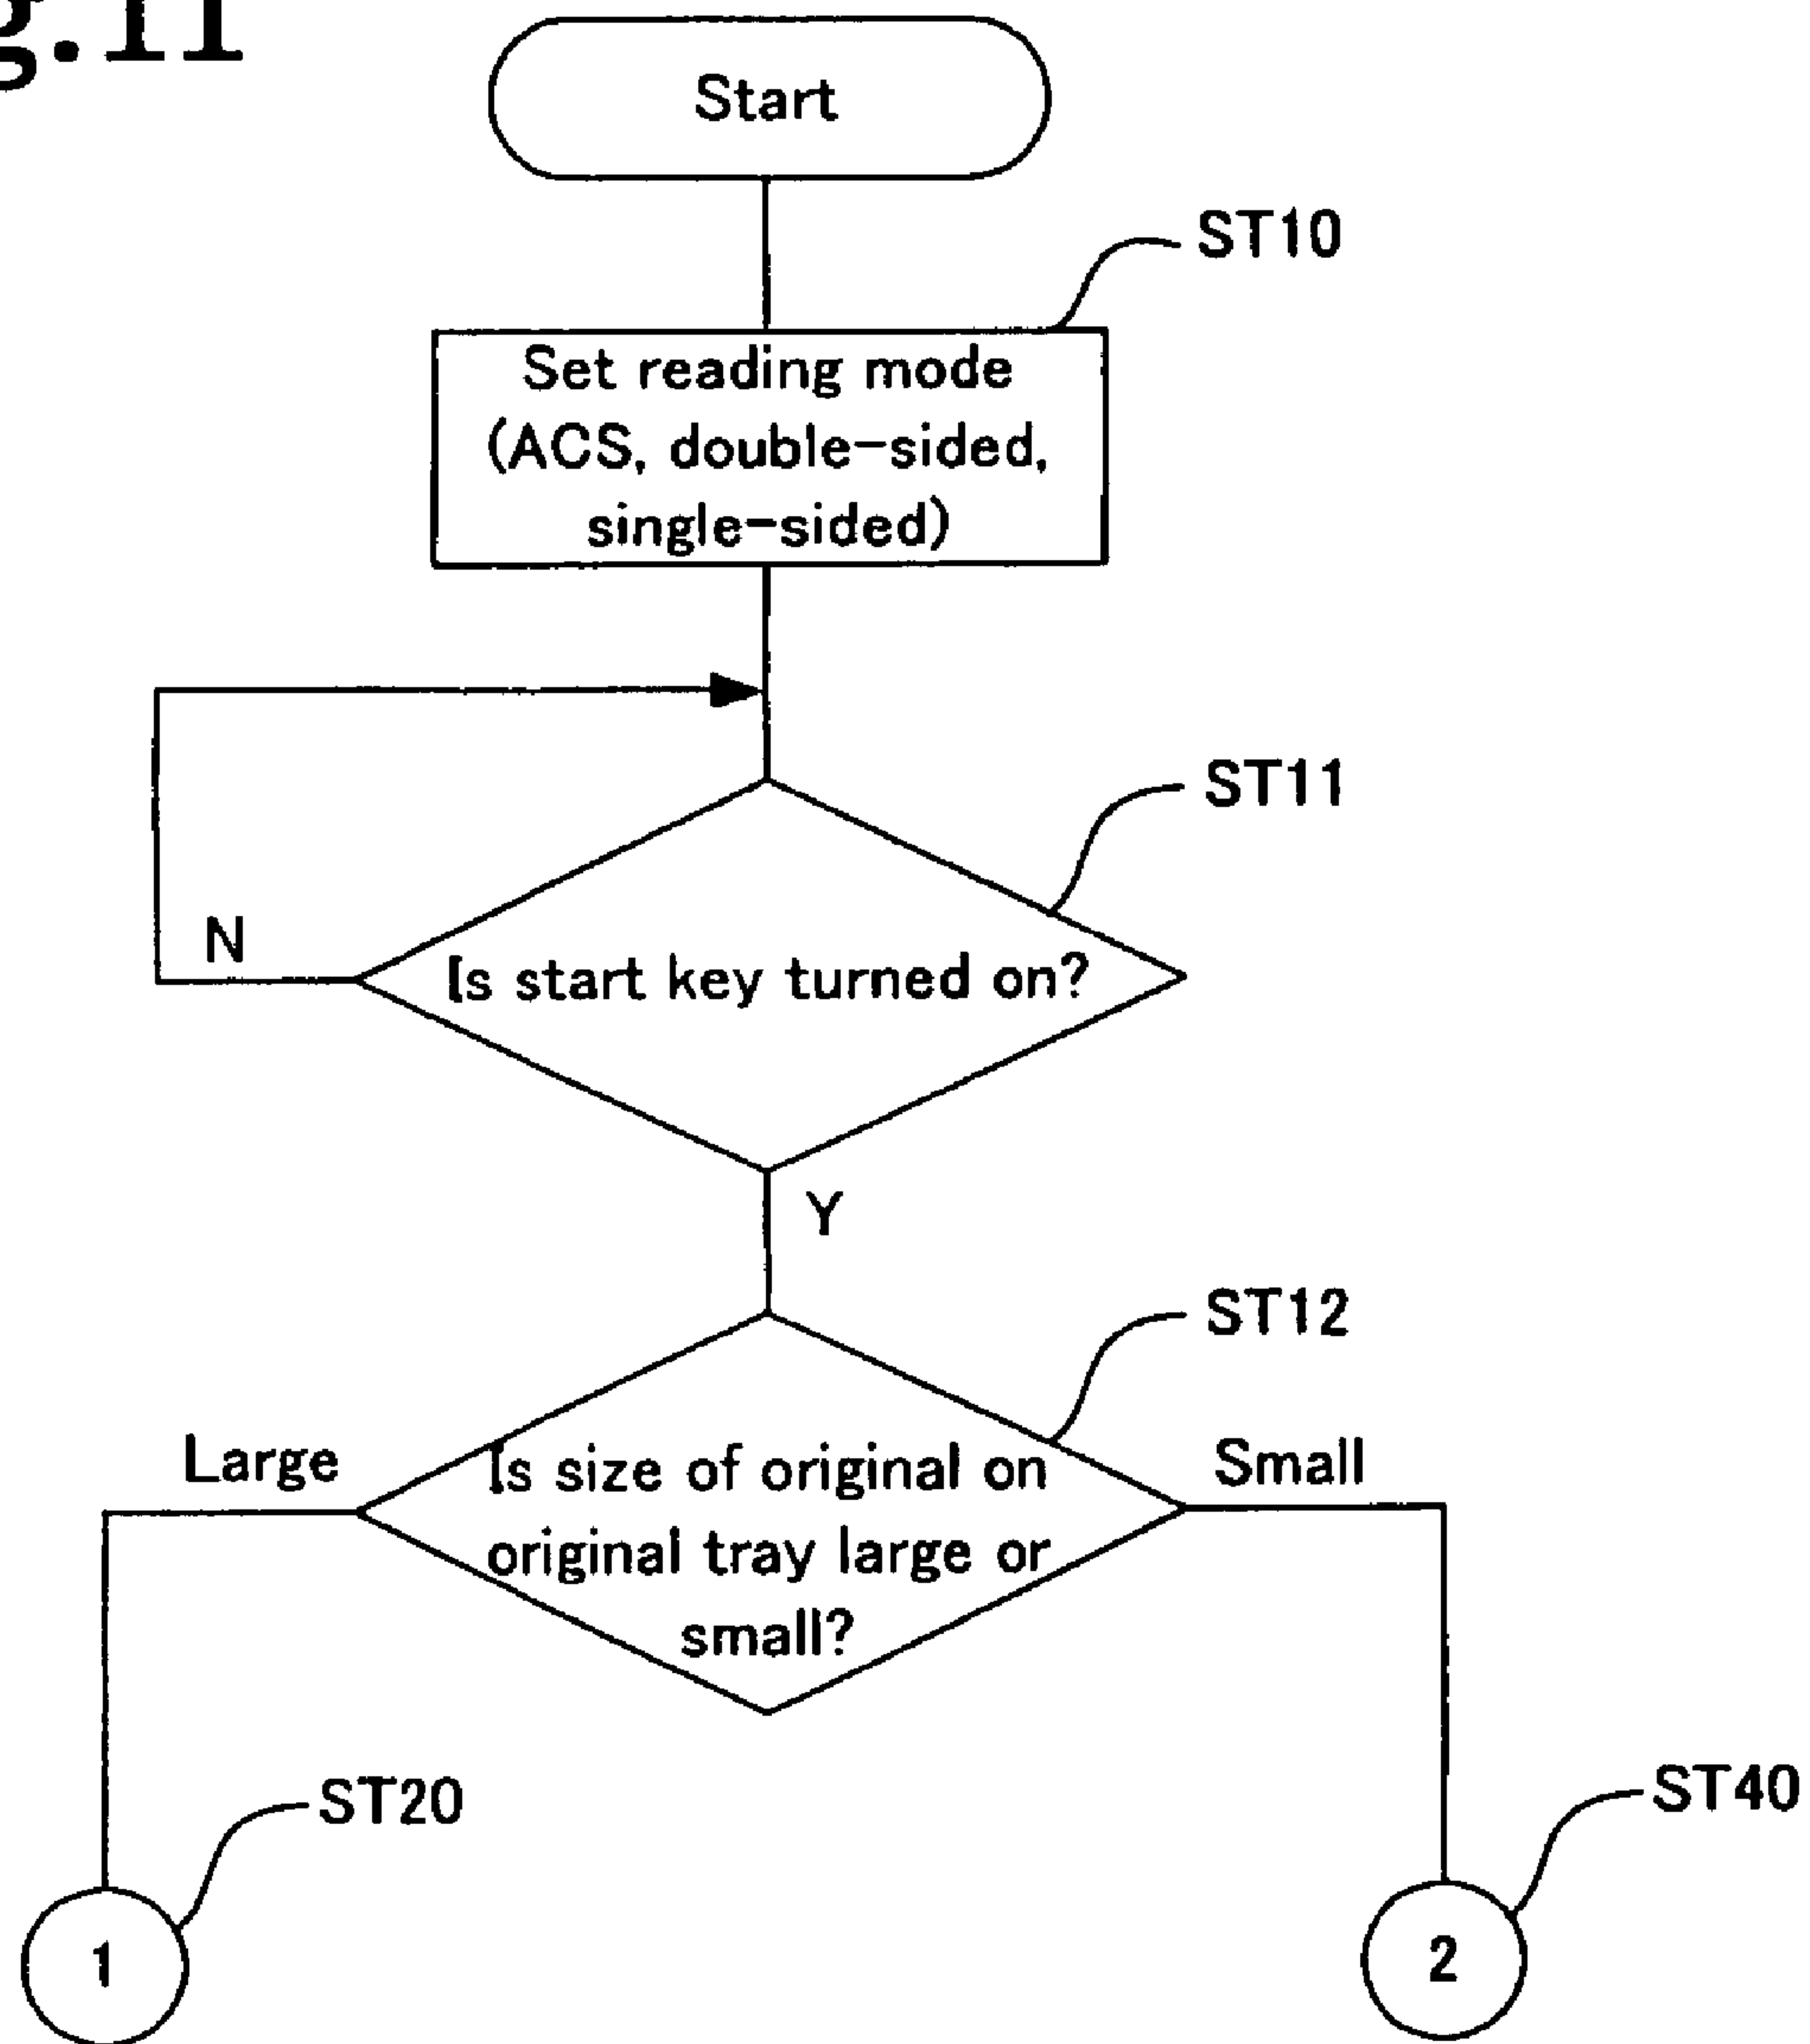 g.11
Start
ST10
Set reading mode
(ACS, double-sided,
single-sided)
ST11
N
Is start key turned on?
Y
ST12
Large
Small
Is size of original on
original tray large or
small?
ST20
ST40
1
2